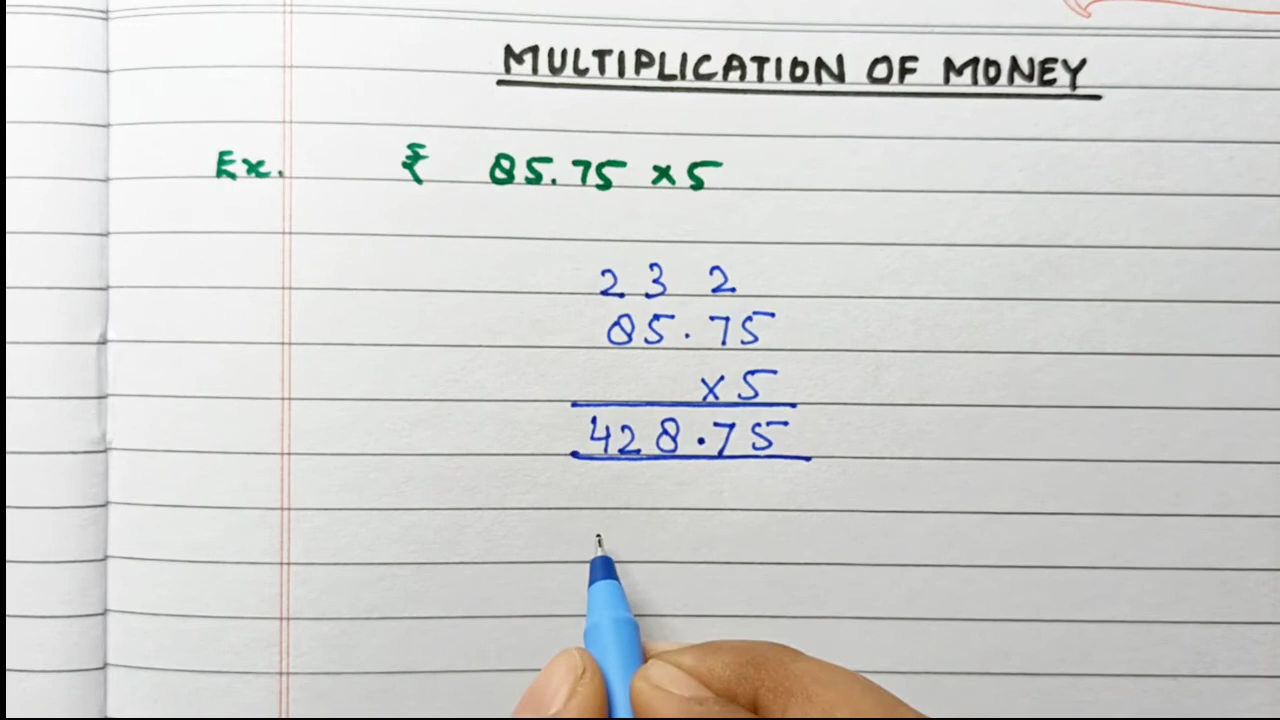 MULTIPLICATION OF MONEY
Ex. ₹ 85.75 × 5
2 3 2
85.75
× 5
428.75